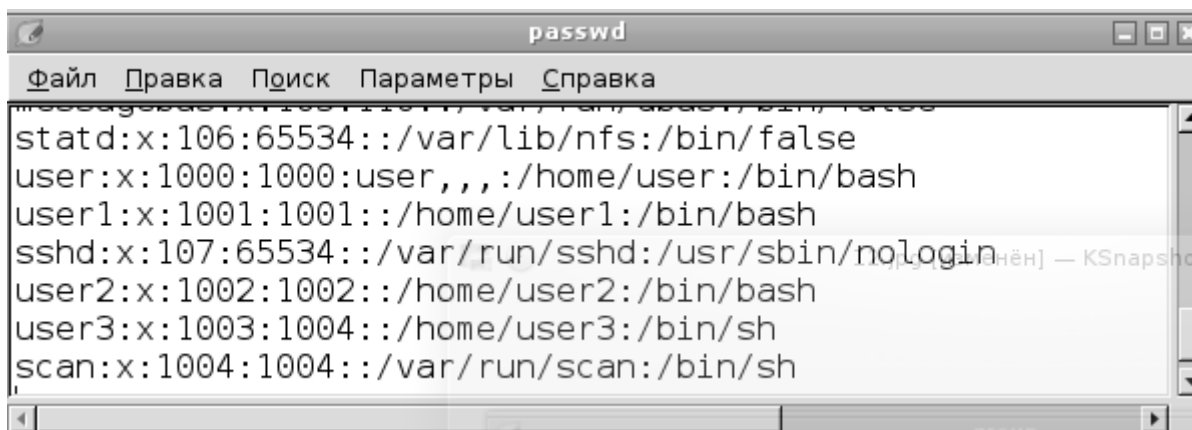 passwd
Файл Правка Поиск Параметры Справка
statd:x:106:65534::/var/lib/nfs:/bin/false
user:x:1000:1000:user,,,:/home/user:/bin/bash
user1:x:1001:1001::/home/user1:/bin/bash
sshd:x:107:65534::/var/run/sshd:/usr/sbin/nologin
user2:x:1002:1002::/home/user2:/bin/bash
user3:x:1003:1004::/home/user3:/bin/sh
scan:x:1004:1004::/var/run/scan:/bin/sh